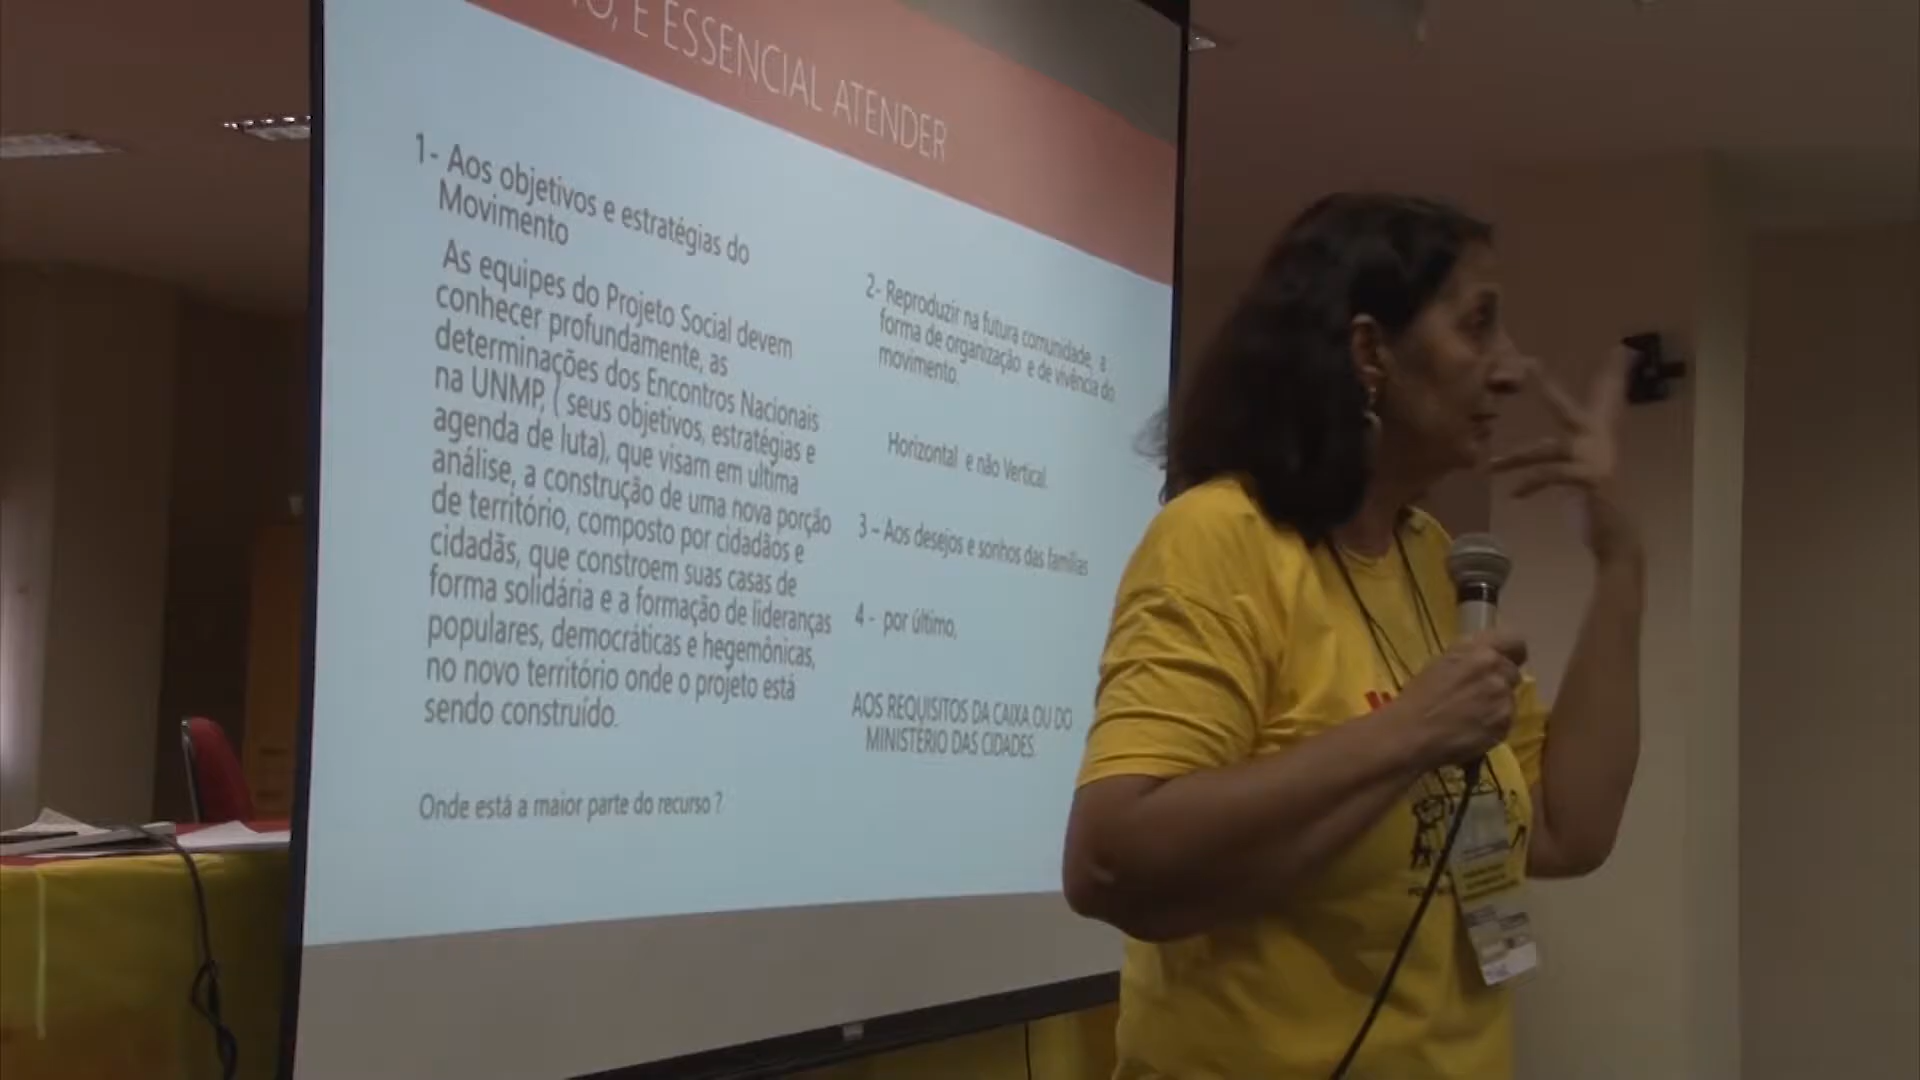 O, É ESSENCIAL ATENDER
1- Aos objetivos e estratégias do
Movimento
As equipes do Projeto Social devem
conhecer profundamente, as
determinações dos Encontros Nacionais
na UNMP, ( seus objetivos, estratégias e
agenda de luta), que visam em ultima
análise, a construção de uma nova porção
de território, composto por cidadãos e
cidadãs, que constroem suas casas de
forma solidária e a formação de lideranças
populares, democráticas e hegemônicas,
no novo território onde o projeto está
sendo construído.
Onde está a maior parte do recurso ?
2- Reproduzir na futura comunidade, a
forma de organização e de vivência do
movimento.
Horizontal e não Vertical.
3 – Aos desejos e sonhos das famílias
4 - por último,
AOS REQUISITOS DA CAIXA OU DO
MINISTÉRIO DAS CIDADES.